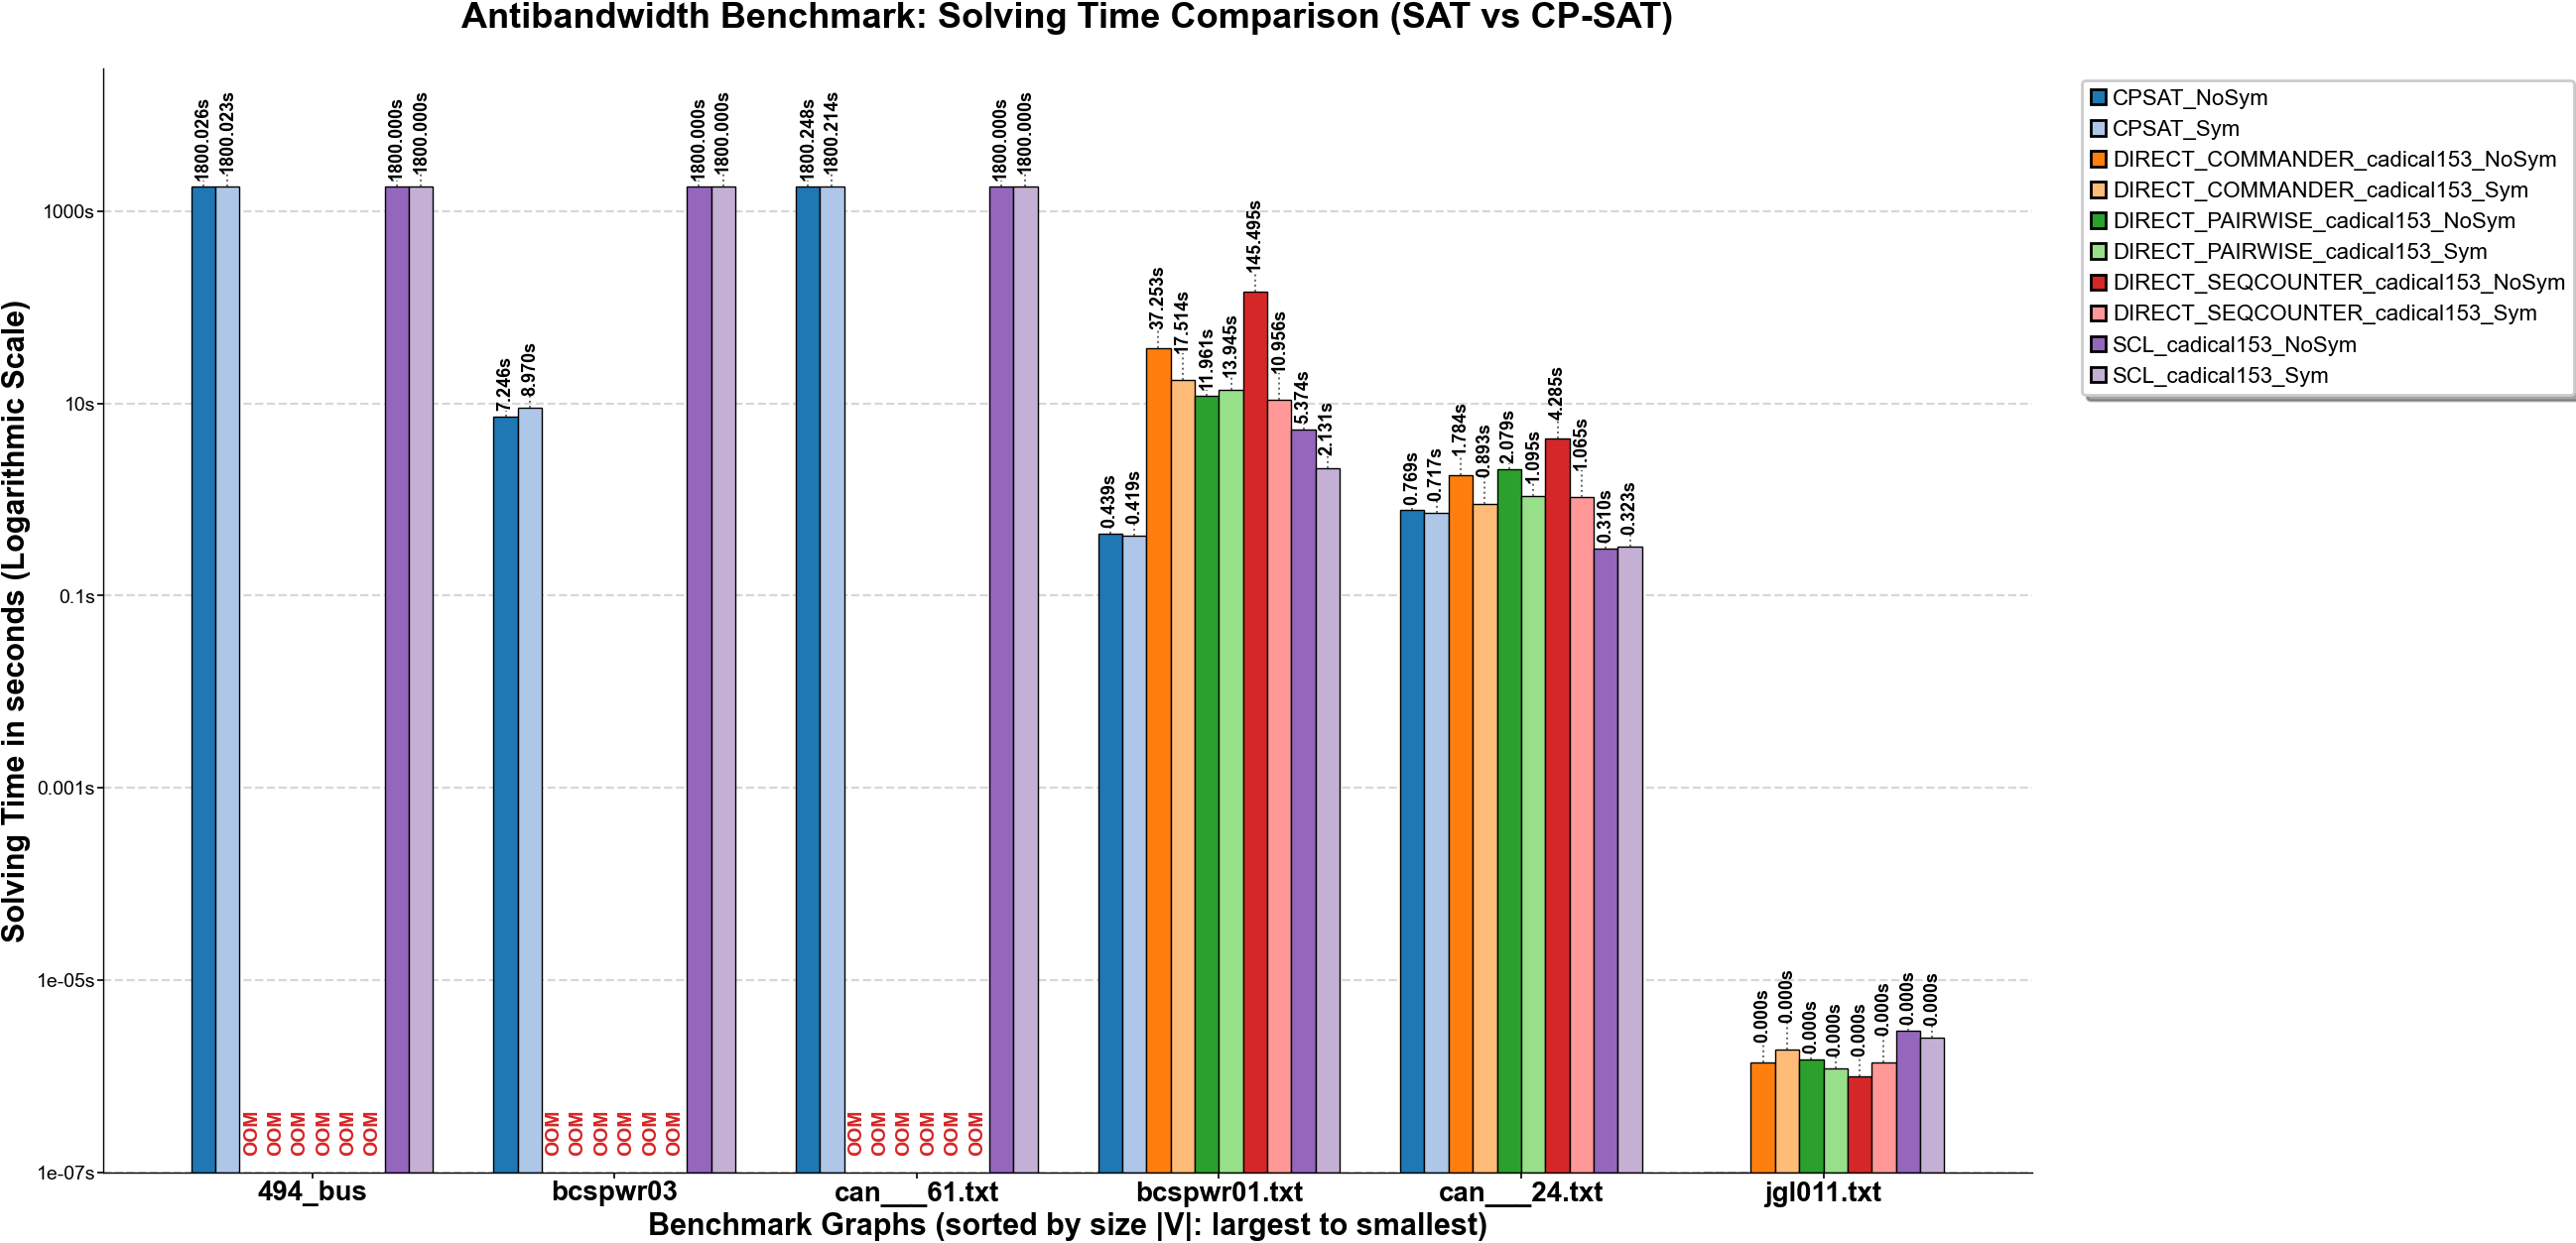 Antibandwidth Benchmark: Solving Time Comparison (SAT vs CP-SAT)
Solving Time in seconds (Logarithmic Scale)
1000s
10s
0.1s
0.001s
1e-05s
1e-07s
1800.026s
1800.023s
OOM
OOM
OOM
OOM
OOM
OOM
1800.000s
1800.000s
7.246s
8.970s
OOM
OOM
OOM
OOM
OOM
OOM
1800.000s
1800.000s
1800.248s
1800.214s
OOM
OOM
OOM
OOM
OOM
OOM
1800.000s
1800.000s
0.439s
0.419s
37.253s
17.514s
11.961s
13.945s
145.495s
10.956s
5.374s
2.131s
0.769s
0.717s
1.784s
0.893s
2.079s
1.095s
4.285s
1.065s
0.310s
0.323s
0.000s
0.000s
0.000s
0.000s
0.000s
0.000s
0.000s
0.000s
494_bus
bcspwr03
can___61.txt
bcspwr01.txt
can___24.txt
jgl011.txt
Benchmark Graphs (sorted by size |V|: largest to smallest)
CPSAT_NoSym
CPSAT_Sym
DIRECT_COMMANDER_cadical153_NoSym
DIRECT_COMMANDER_cadical153_Sym
DIRECT_PAIRWISE_cadical153_NoSym
DIRECT_PAIRWISE_cadical153_Sym
DIRECT_SEQCOUNTER_cadical153_NoSym
DIRECT_SEQCOUNTER_cadical153_Sym
SCL_cadical153_NoSym
SCL_cadical153_Sym